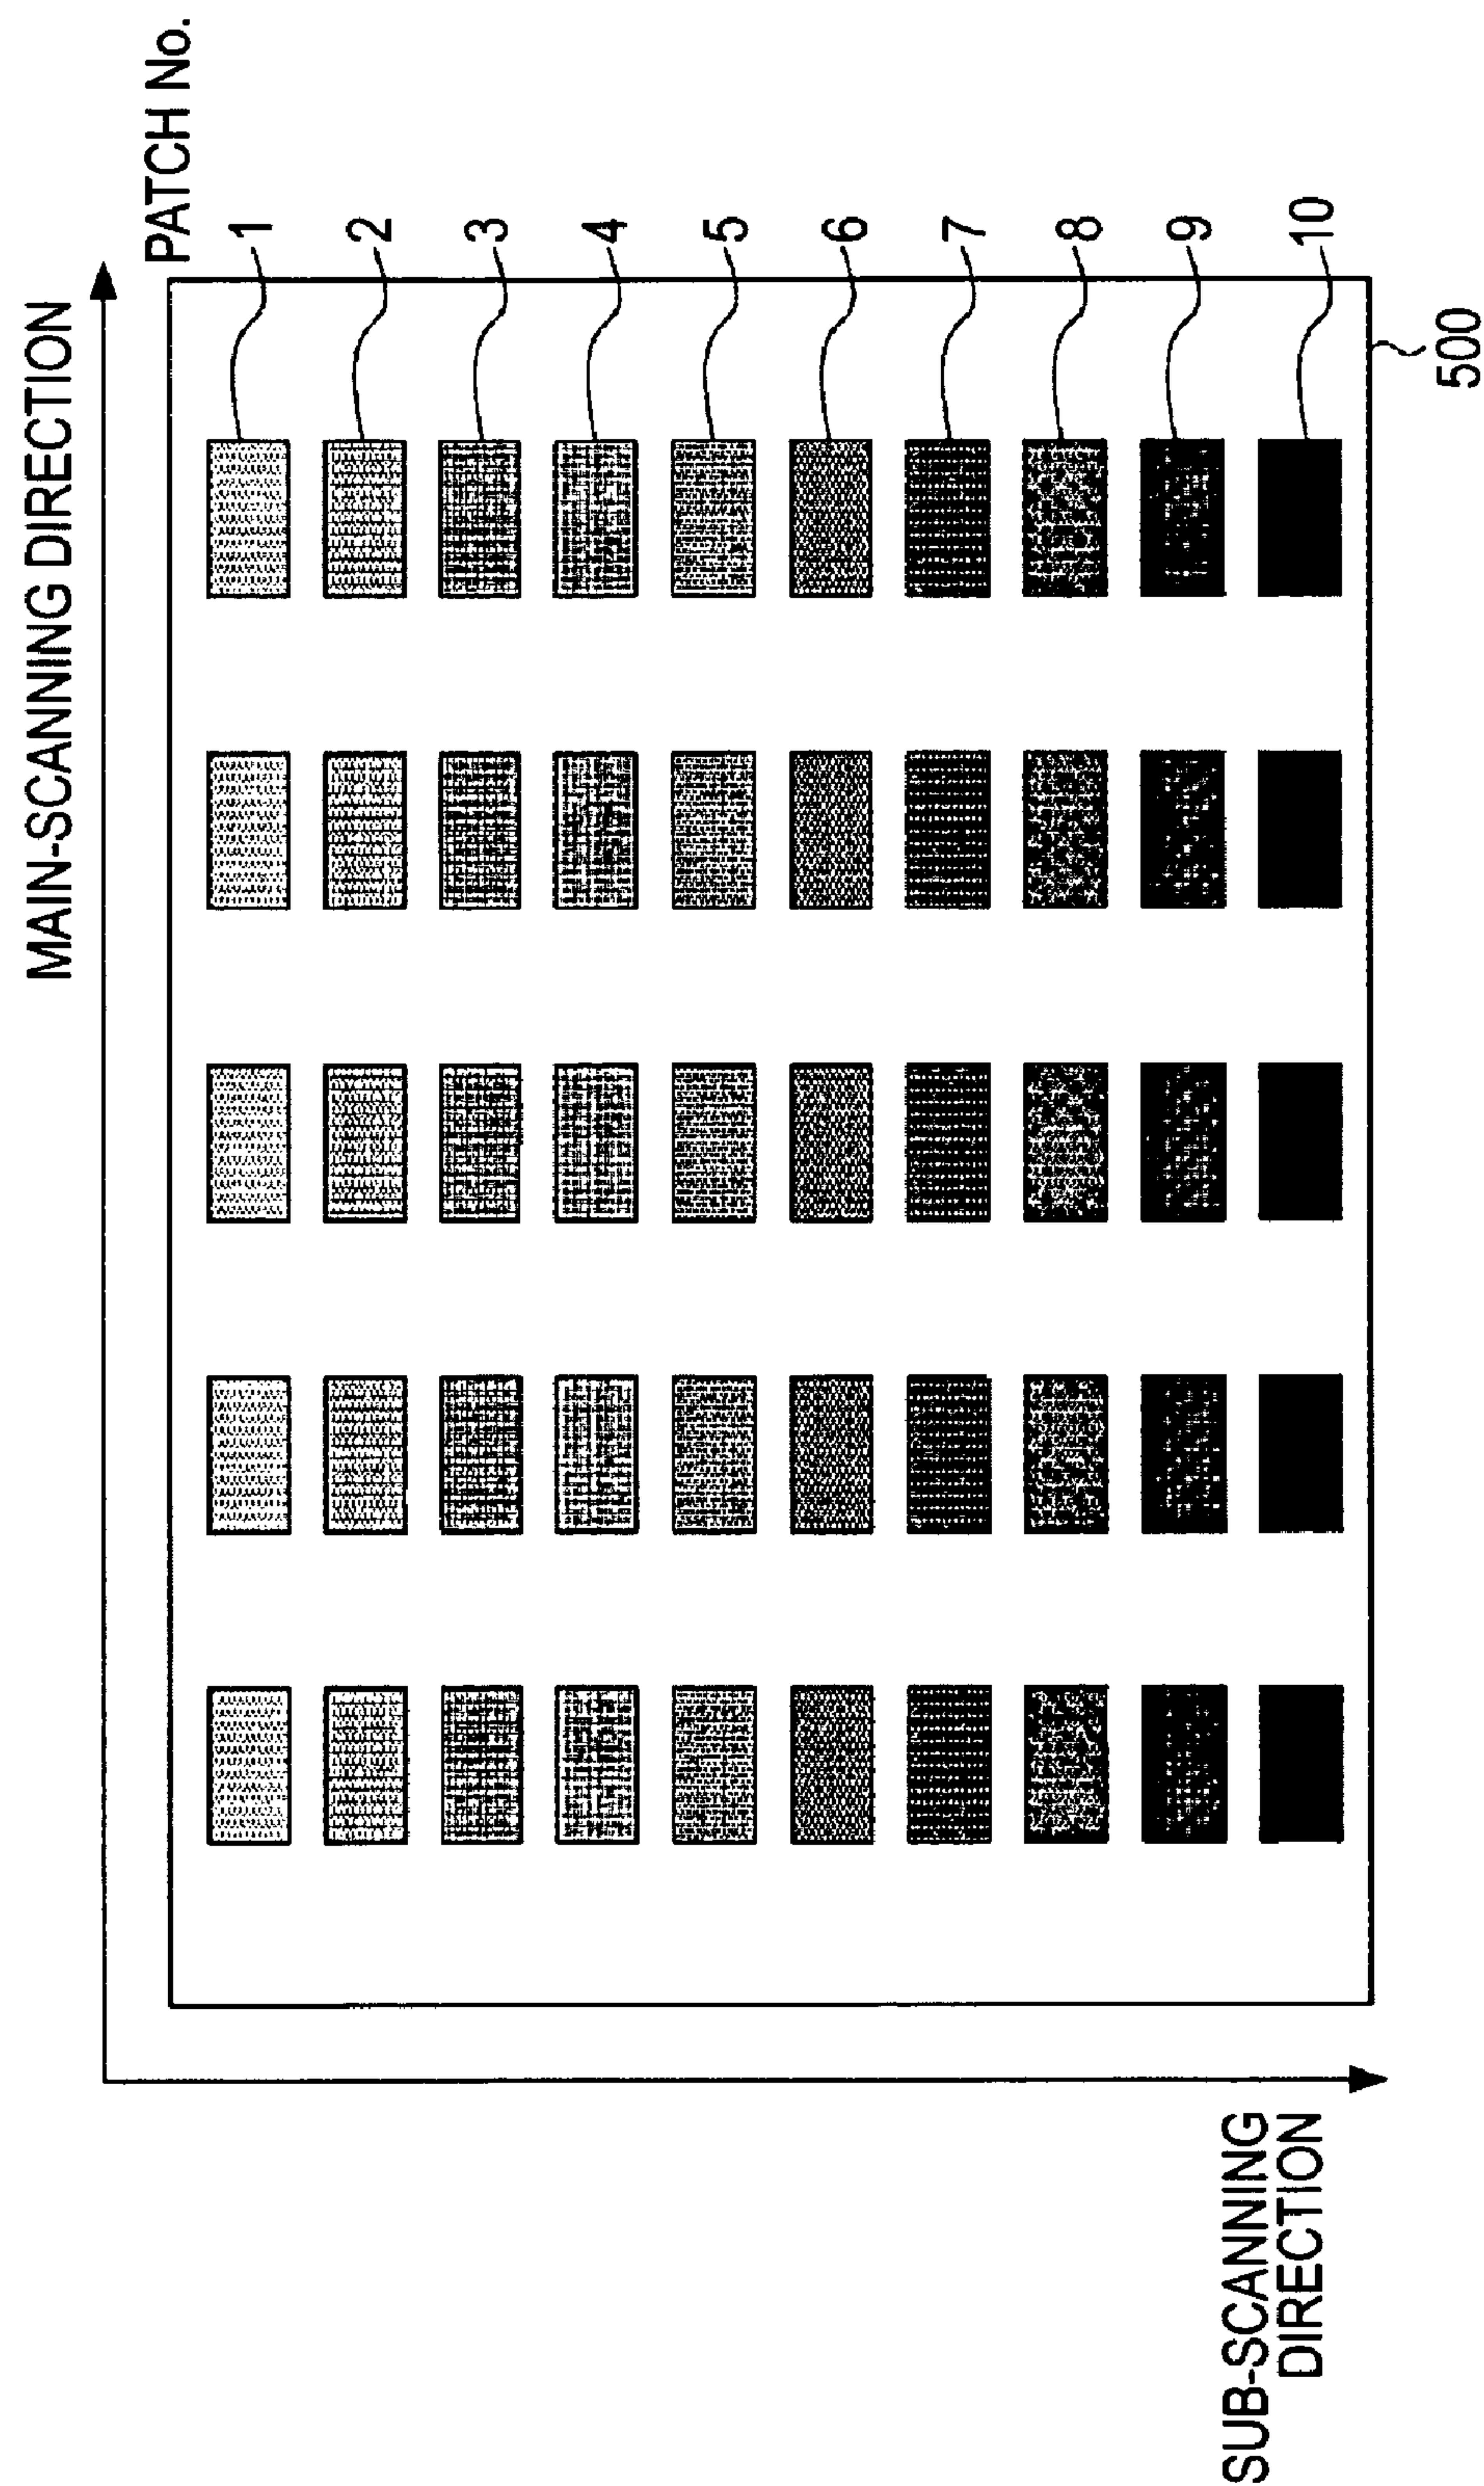 MAIN-SCANNING DIRECTION
PATCH No.
1
2
3
4
5
6
7
8
9
10
500
SUB-SCANNING
DIRECTION